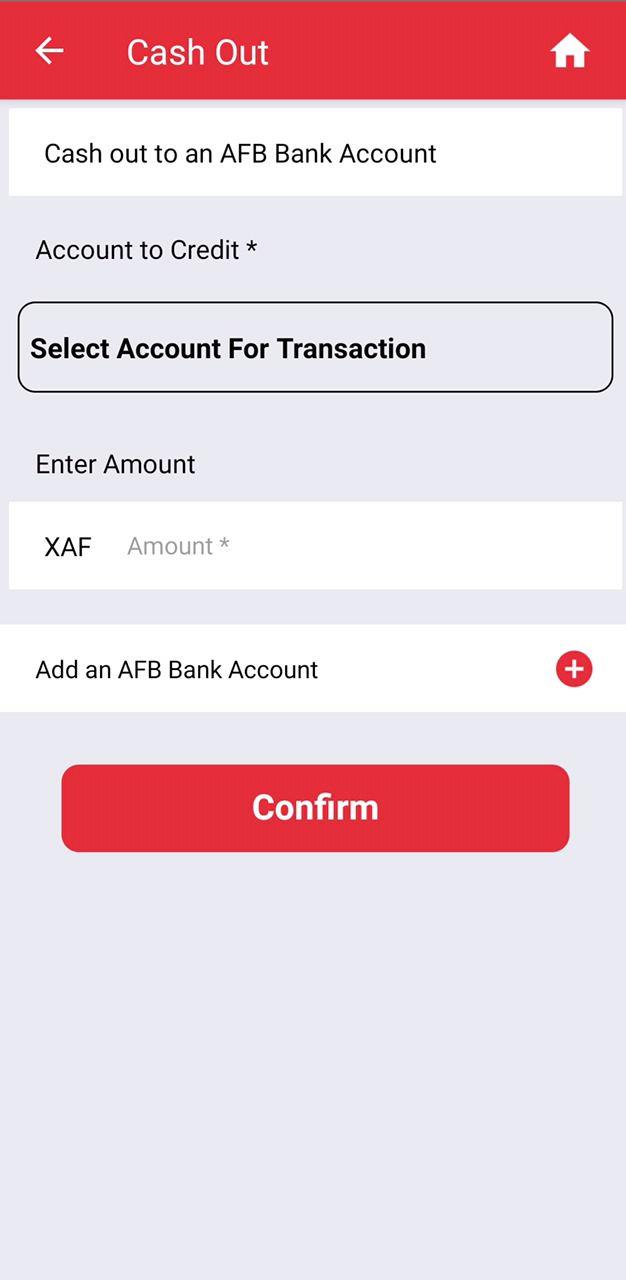 Cash Out
Cash out to an AFB Bank Account
Account to Credit *
Select Account For Transaction
Enter Amount
XAF Amount *
Add an AFB Bank Account
Confirm